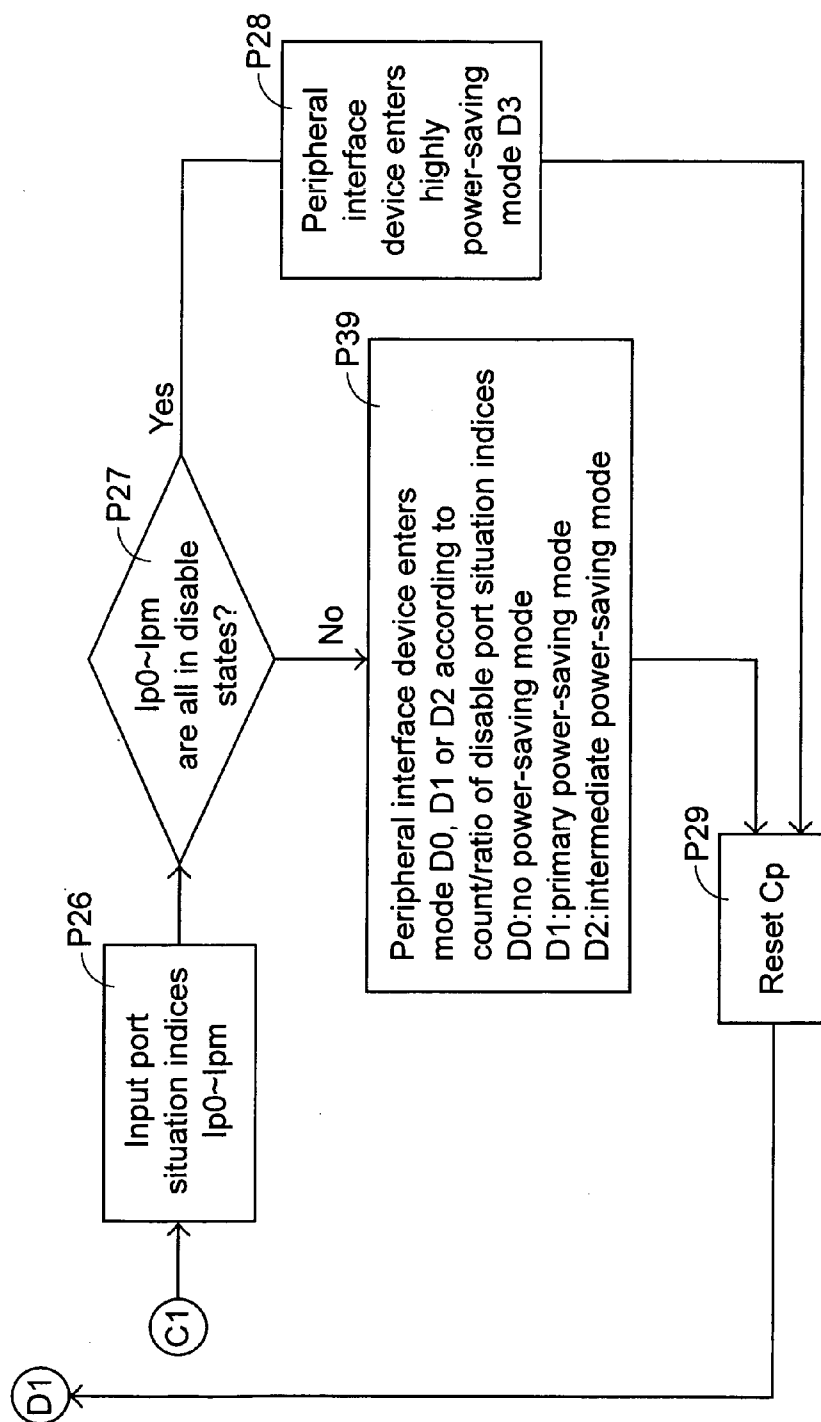 D1
C1
P26
Input port
situation indices
Ip0~Ipm
P27
Ip0~Ipm
are all in disable
states?
Yes
No
P28
Peripheral
interface
device enters
highly
power-saving
mode D3
P39
Peripheral interface device enters
mode D0, D1 or D2 according to
count/ratio of disable port situation indices
D0:no power-saving mode
D1:primary power-saving mode
D2:intermediate power-saving mode
P29
Reset Cp